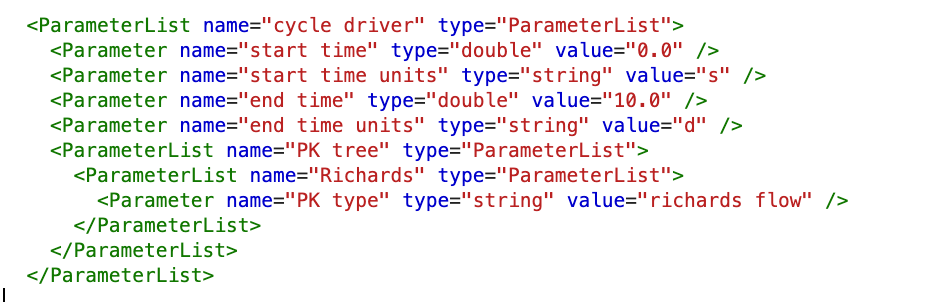 <ParameterList name="cycle driver" type="ParameterList">
  <Parameter name="start time" type="double" value="0.0" />
  <Parameter name="start time units" type="string" value="s" />
  <Parameter name="end time" type="double" value="10.0" />
  <Parameter name="end time units" type="string" value="d" />
  <ParameterList name="PK tree" type="ParameterList">
    <ParameterList name="Richards" type="ParameterList">
      <Parameter name="PK type" type="string" value="richards flow" />
    </ParameterList>
  </ParameterList>
</ParameterList>